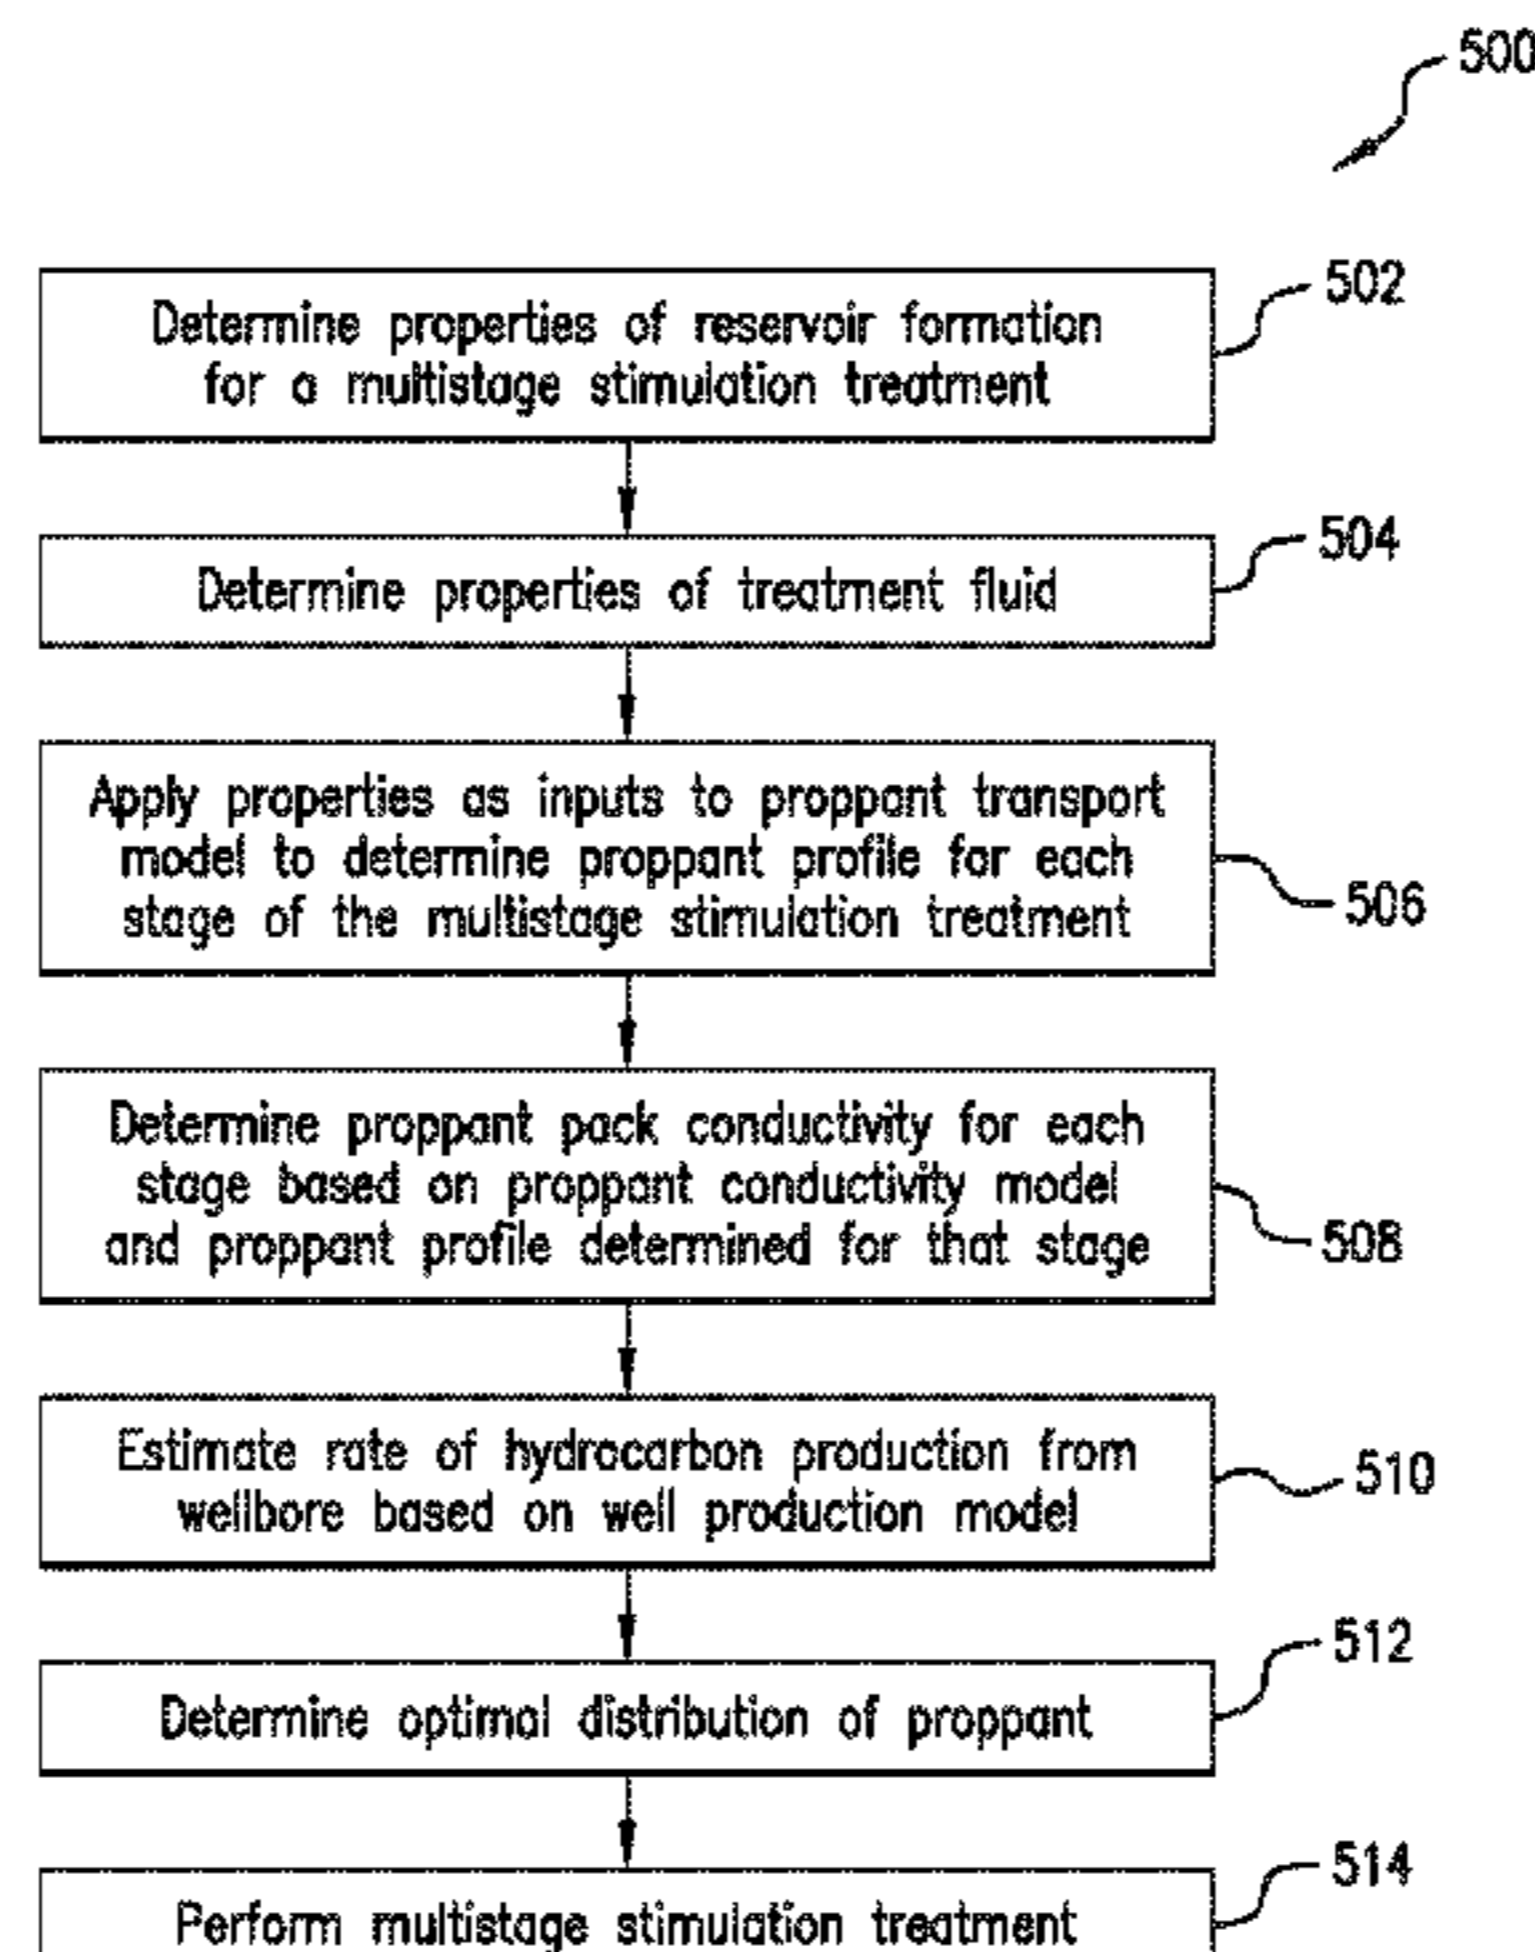 500
502
Determine properties of reservoir formation
for a multistage stimulation treatment
504
Determine properties of treatment fluid
Apply properties as inputs to proppant transport
model to determine proppant profile for each
stage of the multistage stimulation treatment
506
Determine proppant pack conductivity for each
stage based on proppant conductivity model
and proppant profile determined for that stage
508
Estimate rate of hydrocarbon production from
wellbore based on well production model
510
512
Determine optimal distribution of proppant
514
Perform multistage stimulation treatment